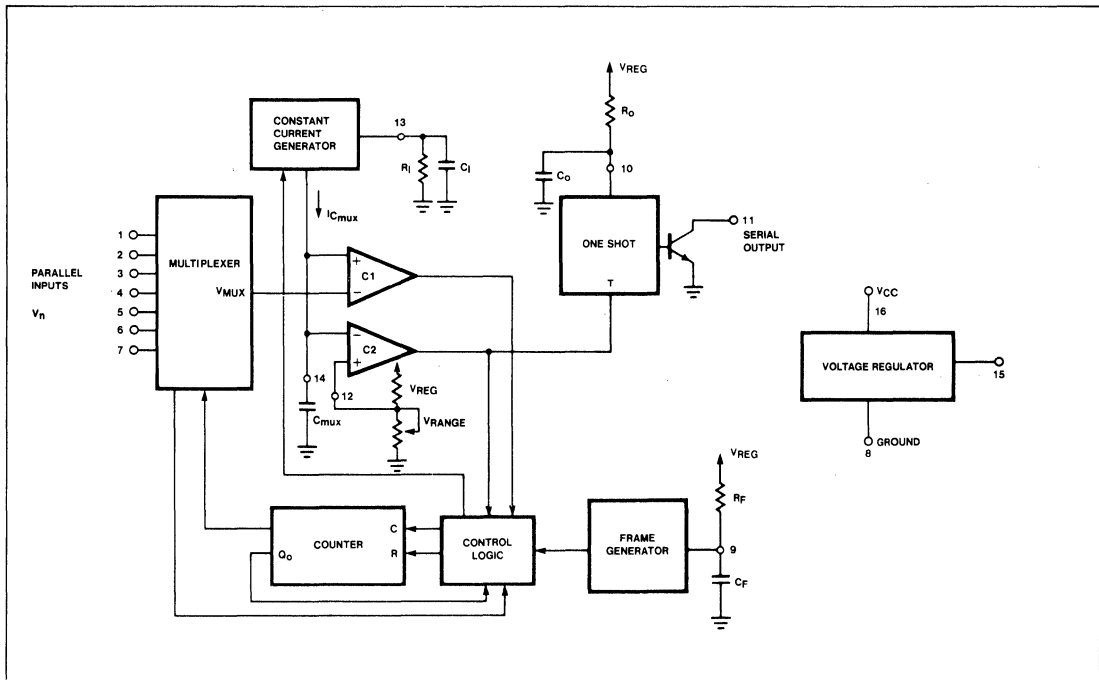 VREG
RO
CONSTANT
CURRENT
GENERATOR
13
RI
CI
CO
10
ICmux
ONE SHOT
T
11
SERIAL
OUTPUT
PARALLEL
INPUTS
Vn
1
2
3
4
5
6
7
MULTIPLEXER
VMUX
+
C1
−
−
C2
+
14
12
Cmux
VREG
VRANGE
VCC
16
VOLTAGE REGULATOR
15
8
GROUND
COUNTER
QO
C
R
CONTROL
LOGIC
FRAME
GENERATOR
VREG
RF
9
CF